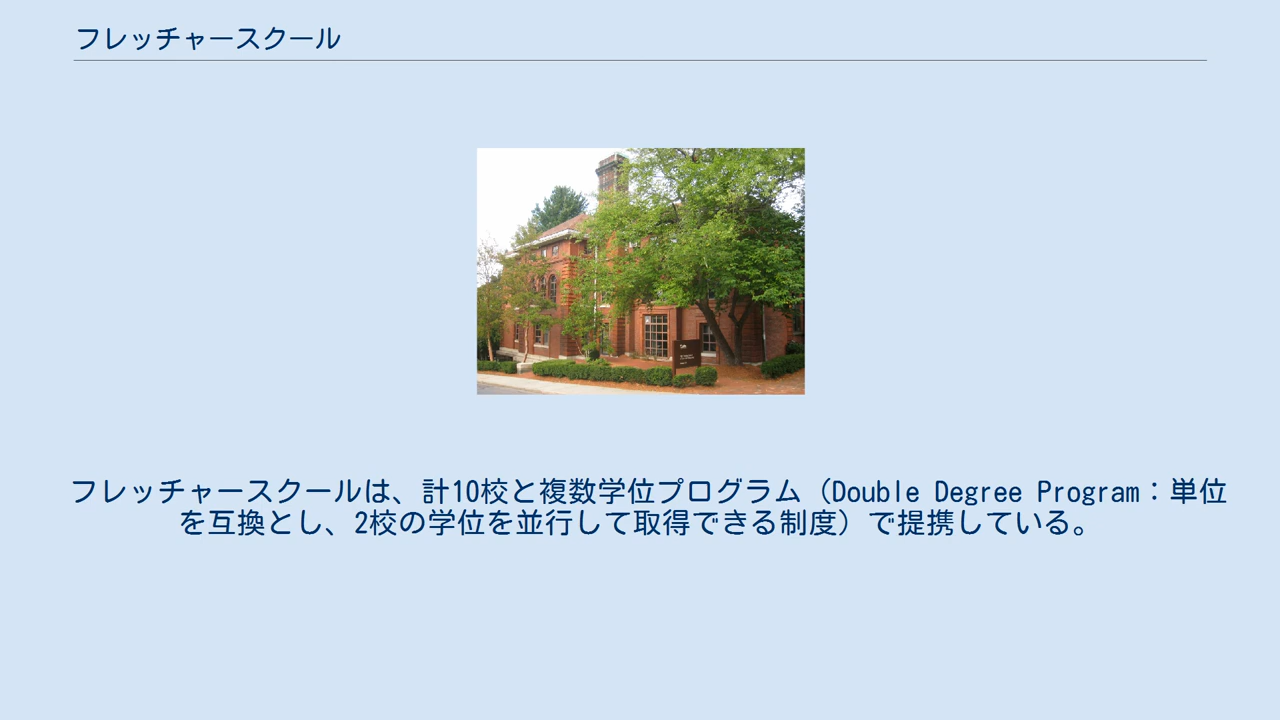 フレッチャースクール
フレッチャースクールは、計10校と複数学位プログラム（Double Degree Program：単位
を互換とし、2校の学位を並行して取得できる制度）で提携している。